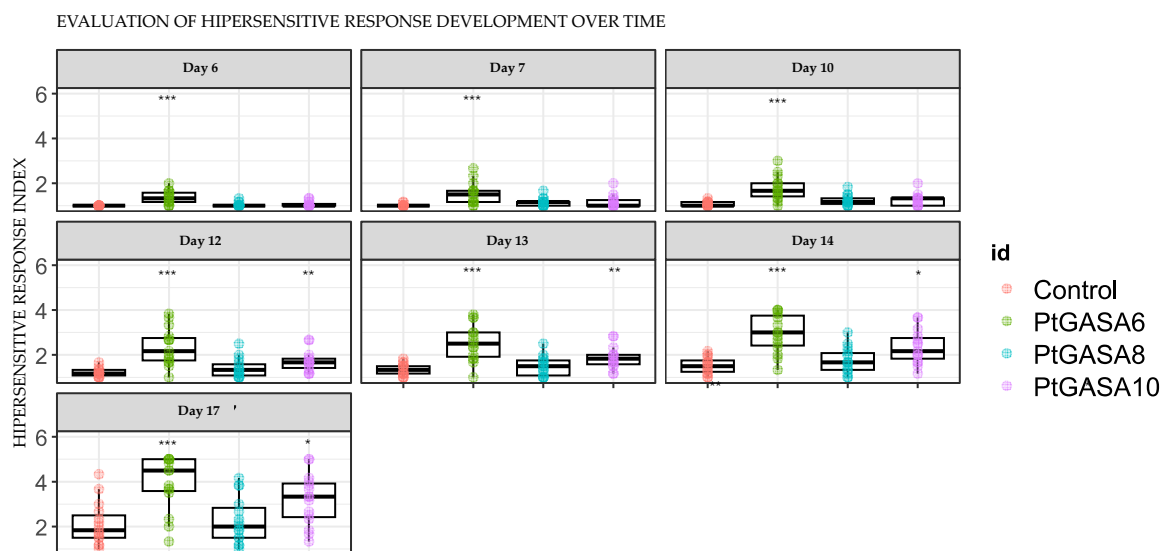 EVALUATION OF HIPERSENSITIVE RESPONSE DEVELOPMENT OVER TIME
HIPERSENSITIVE RESPONSE INDEX
Day 6
Day 7
Day 10
6
4
2
***
***
***
Day 12
Day 13
Day 14
6
4
2
***
**
***
**
***
*
**
*
Day 17 '
6
4
2
***
*
id
Control
PtGASA6
PtGASA8
PtGASA10